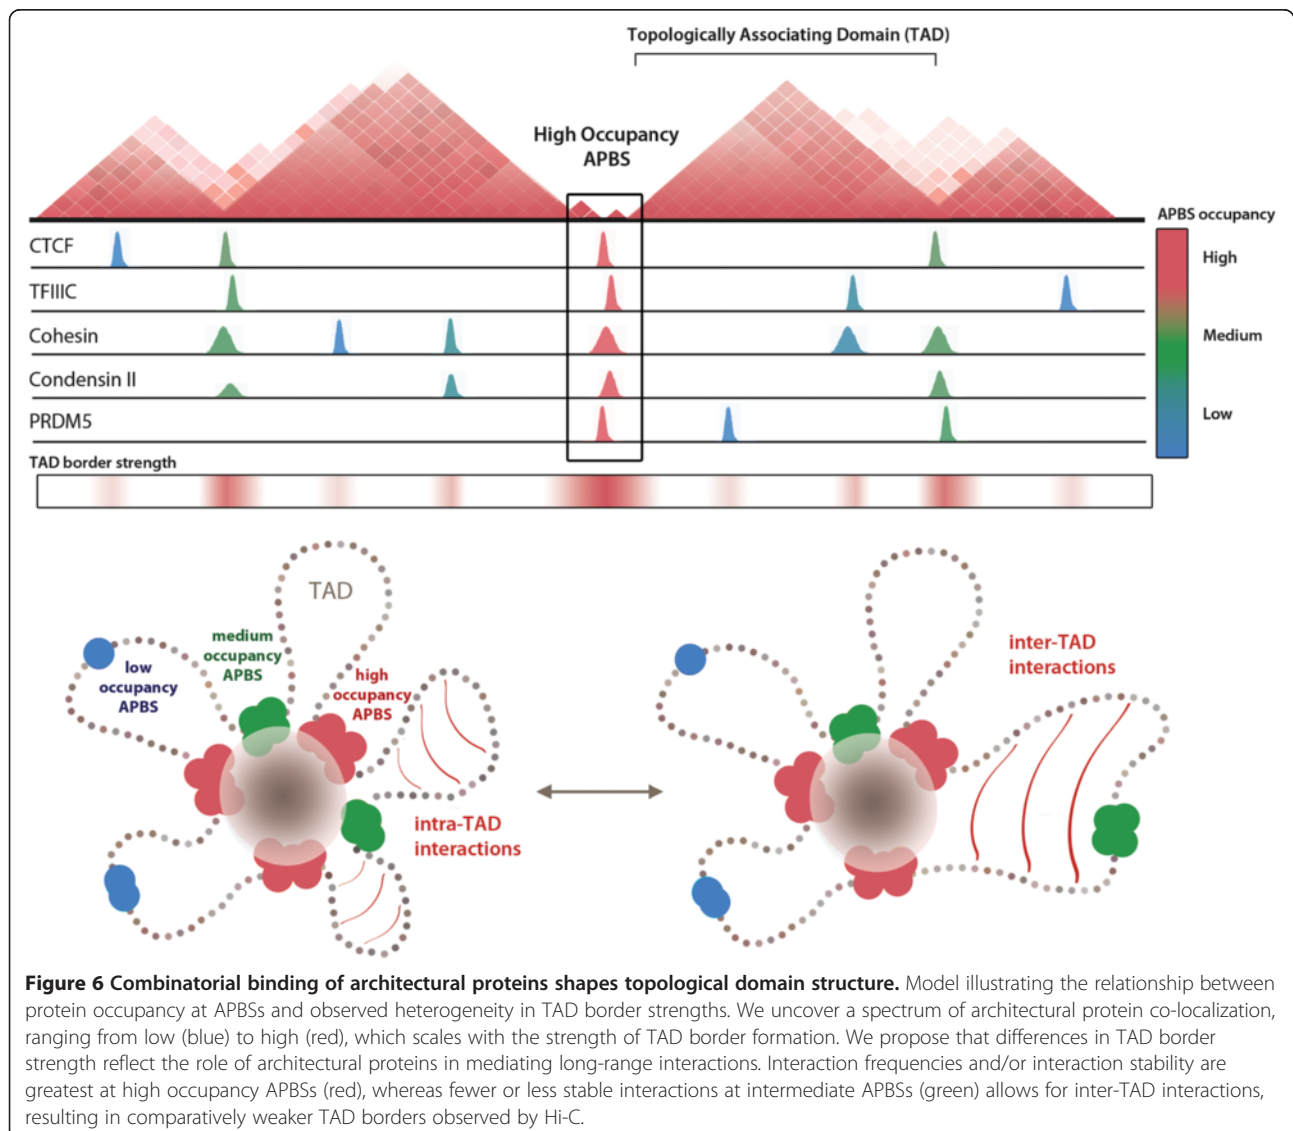 Topologically Associating Domain (TAD)
High Occupancy
APBS
APBS occupancy
High
Medium
Low
CTCF
TFIIIC
Cohesin
Condensin II
PRDM5
TAD border strength
TAD
medium
occupancy
APBS
low
occupancy
APBS
high
occupancy
APBS
intra-TAD
interactions
inter-TAD
interactions
Figure 6 Combinatorial binding of architectural proteins shapes topological domain structure. Model illustrating the relationship between
protein occupancy at APBSs and observed heterogeneity in TAD border strengths. We uncover a spectrum of architectural protein co-localization,
ranging from low (blue) to high (red), which scales with the strength of TAD border formation. We propose that differences in TAD border
strength reflect the role of architectural proteins in mediating long-range interactions. Interaction frequencies and/or interaction stability are
greatest at high occupancy APBSs (red), whereas fewer or less stable interactions at intermediate APBSs (green) allows for inter-TAD interactions,
resulting in comparatively weaker TAD borders observed by Hi-C.